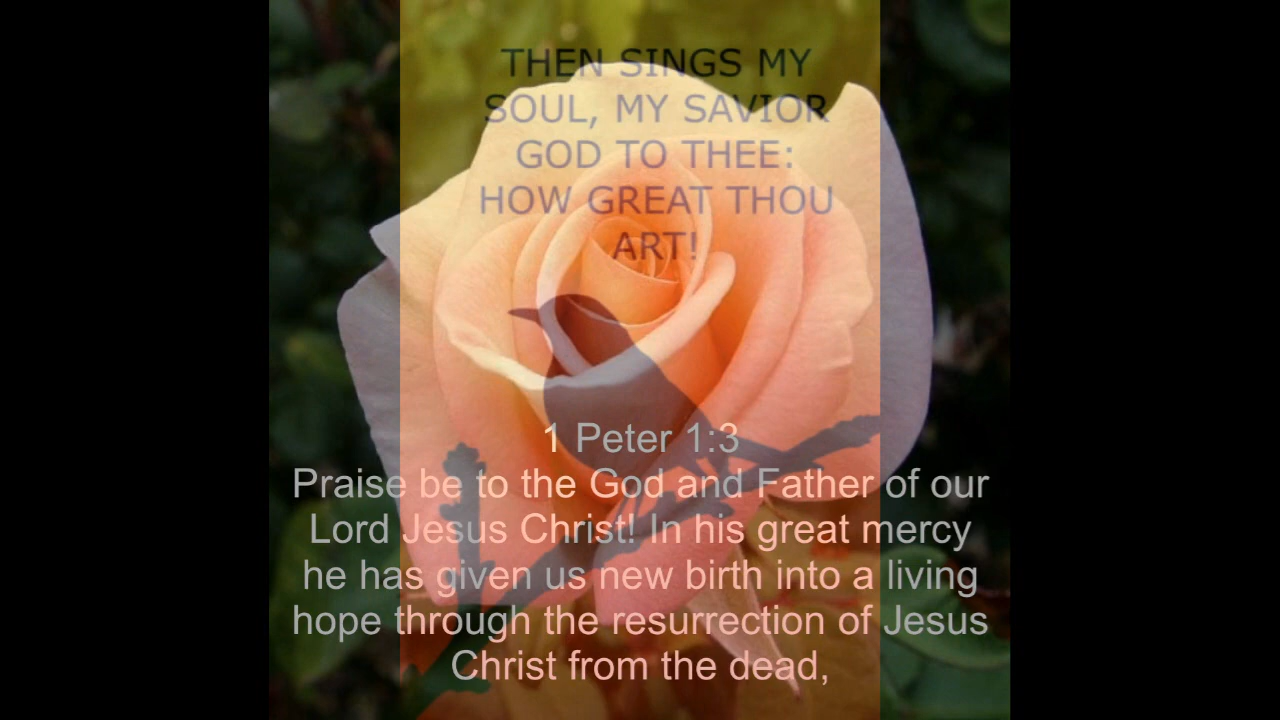 THEN SINGS MY
SOUL, MY SAVIOR
GOD TO THEE:
HOW GREAT THOU
ART!
1 Peter 1:3
Praise be to the God and Father of our
Lord Jesus Christ! In his great mercy
he has given us new birth into a living
hope through the resurrection of Jesus
Christ from the dead,